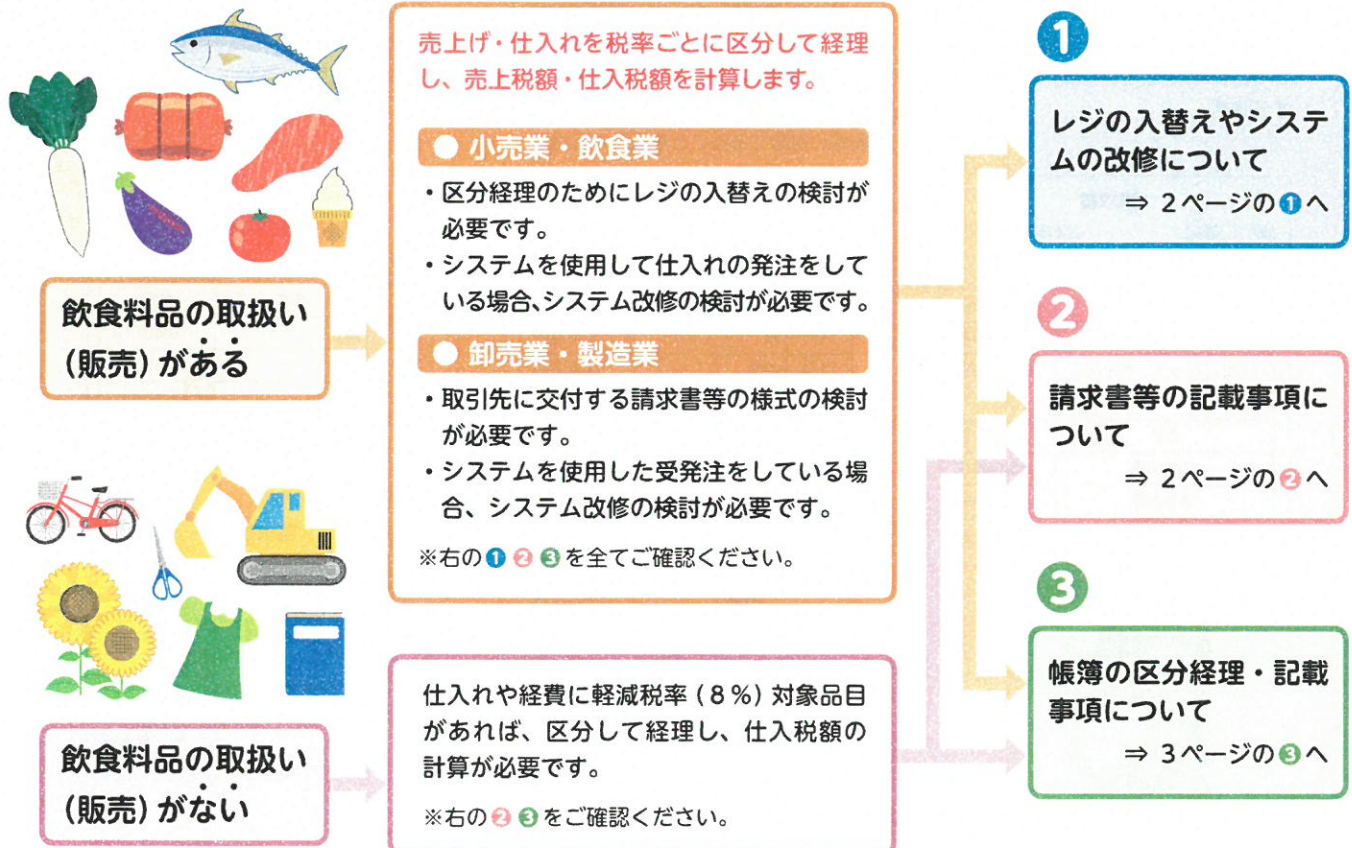 飲食料品の取扱い
(販売)がある
売上げ・仕入れを税率ごとに区分して経理
し、売上税額・仕入税額を計算します。
● 小売業・飲食業
・区分経理のためにレジの入替えの検討が
必要です。
・システムを使用して仕入れの発注をして
いる場合、システム改修の検討が必要です。
● 卸売業・製造業
・取引先に交付する請求書等の様式の検討
が必要です。
・システムを使用した受発注をしている場
合、システム改修の検討が必要です。
※右の❶❷❸を全てご確認ください。
飲食料品の取扱い
(販売)がない
仕入れや経費に軽減税率(8%)対象品目
があれば、区分して経理し、仕入税額の
計算が必要です。
※右の❷❸をご確認ください。
❶
レジの入替えやシステ
ムの改修について
⇒ 2ページの❶へ
❷
請求書等の記載事項に
ついて
⇒ 2ページの❷へ
❸
帳簿の区分経理・記載
事項について
⇒ 3ページの❸へ